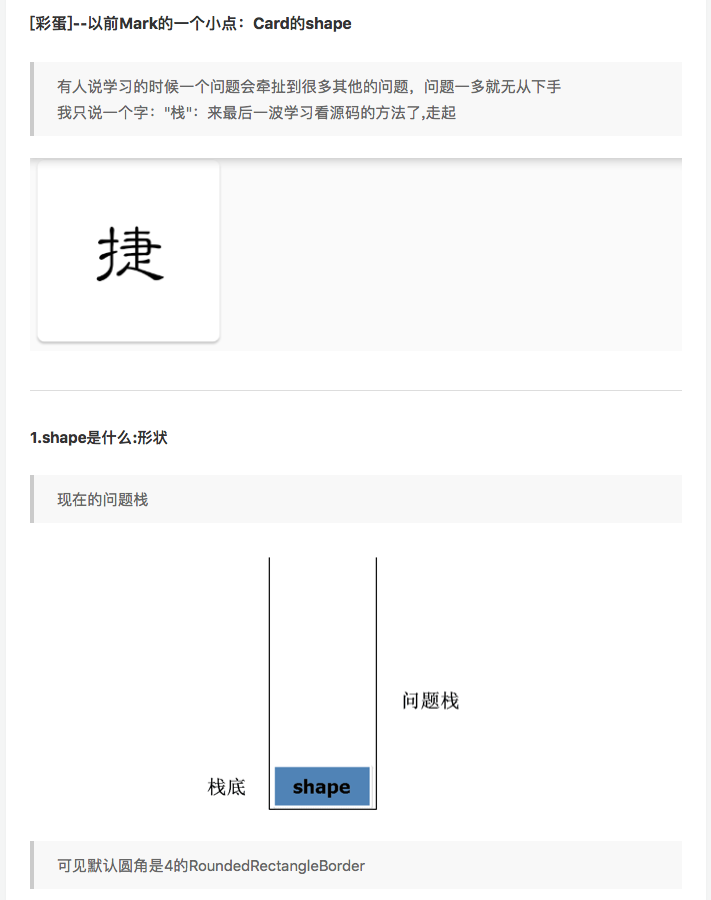 [彩蛋]--以前Mark的一个小点：Card的shape
有人说学习的时候一个问题会牵扯到很多其他的问题，问题一多就无从下手
我只说一个字："栈"：来最后一波学习看源码的方法了,走起
捷
1.shape是什么:形状
现在的问题栈
问题栈
栈底
shape
可见默认圆角是4的RoundedRectangleBorder